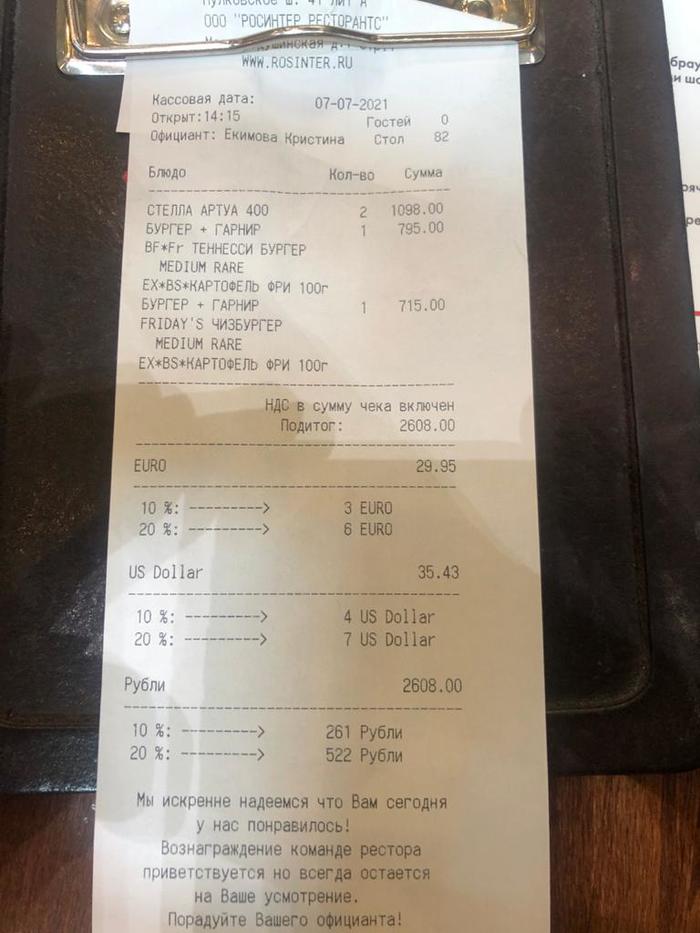 Пулковское ш. 41 ЛИТ А
ООО "РОСИНТЕР РЕСТОРАНТС"
WWW.ROSINTER.RU
Кассовая дата: 07-07-2021
Открыт:14:15 Гостей 0
Официант: Екимова Кристина Стол 82
Блюдо Кол-во Сумма
СТЕЛЛА АРТУА 400 2 1098.00
БУРГЕР + ГАРНИР 1 795.00
BF*Fr ТЕННЕССИ БУРГЕР
MEDIUM RARE
EX*BS*КАРТОФЕЛЬ ФРИ 100г
БУРГЕР + ГАРНИР 1 715.00
FRIDAY'S ЧИЗБУРГЕР
MEDIUM RARE
EX*BS*КАРТОФЕЛЬ ФРИ 100г
НДС в сумму чека включен
Подитог: 2608.00
EURO 29.95
10 %: ---------> 3 EURO
20 %: ---------> 6 EURO
US Dollar 35.43
10 %: ---------> 4 US Dollar
20 %: ---------> 7 US Dollar
Рубли 2608.00
10 %: ---------> 261 Рубли
20 %: ---------> 522 Рубли
Мы искренне надеемся что Вам сегодня
у нас понравилось!
Вознаграждение команде рестора
приветствуется но всегда остается
на Ваше усмотрение.
Порадуйте Вашего официанта!